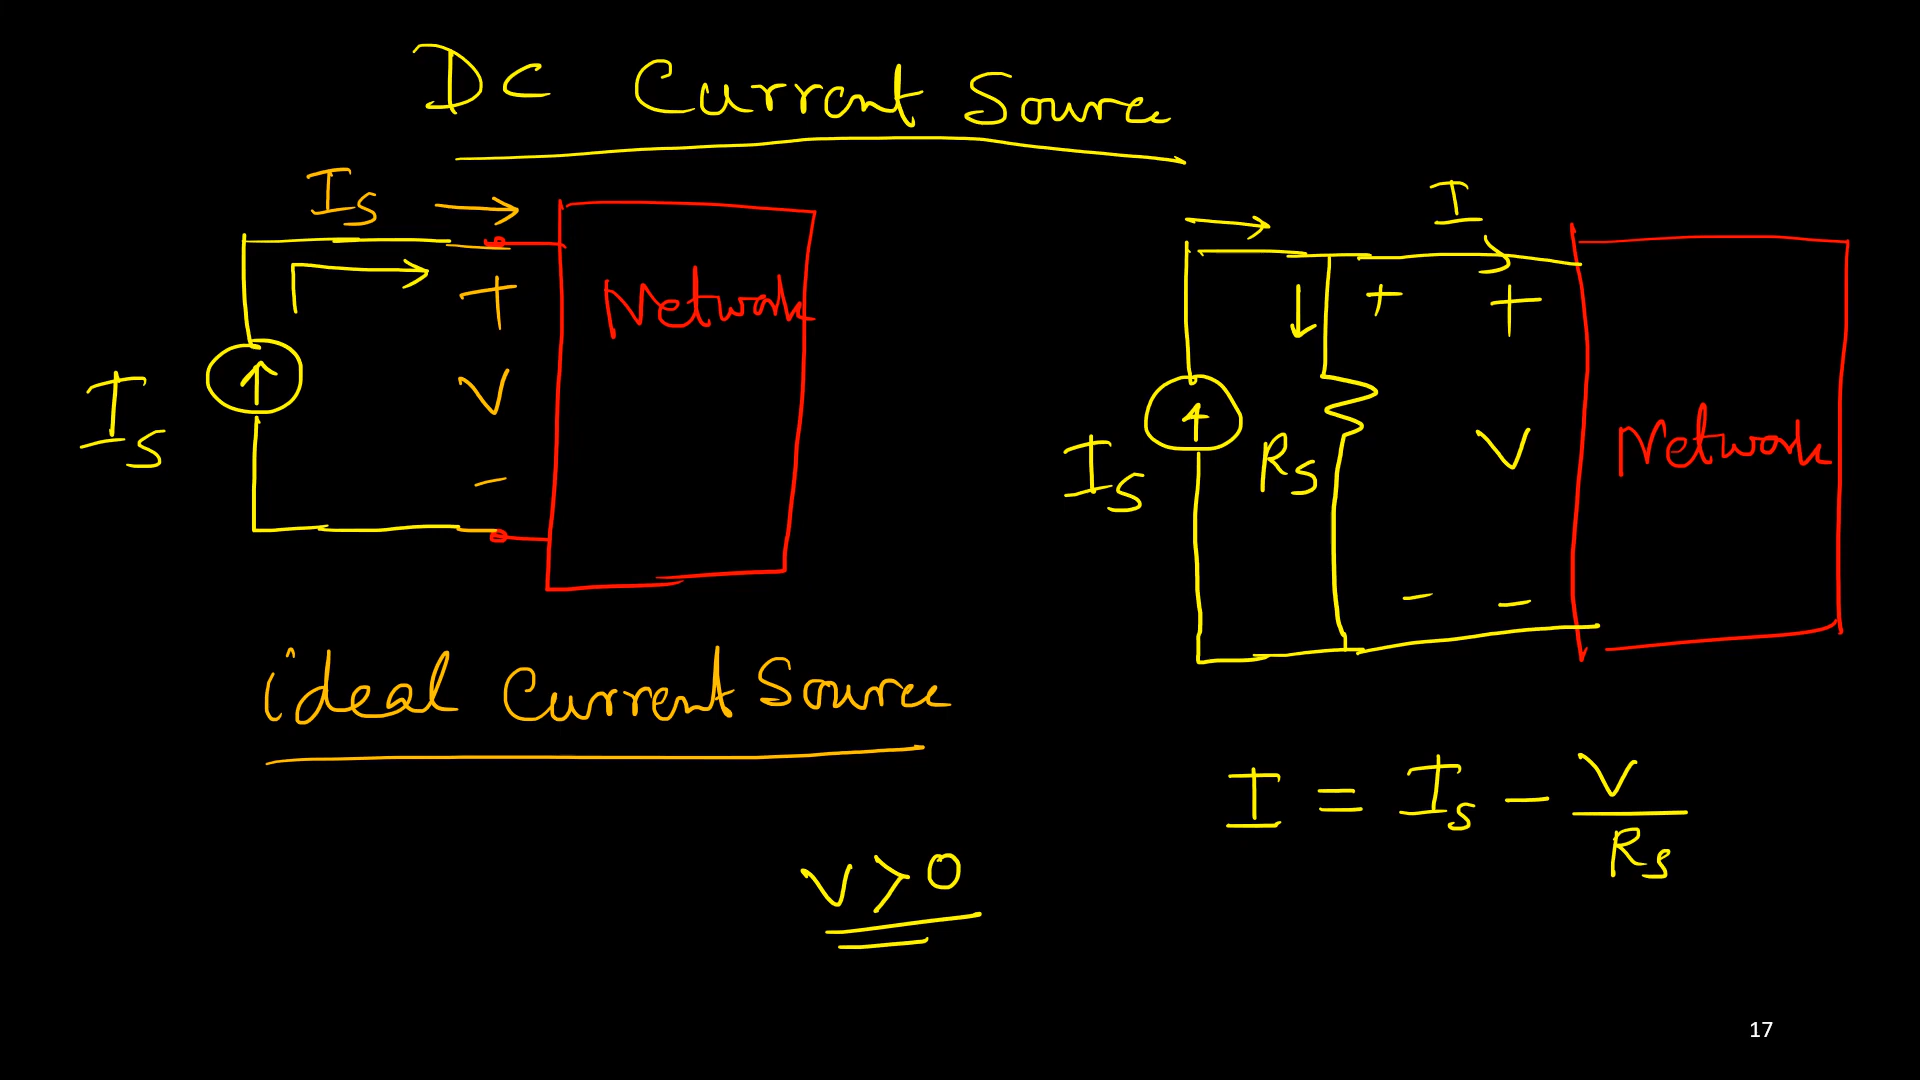 DC Current Source
Is
Is
+
V
-
Network
ideal Current Source
I
Is
Rs
+
+
V
-
-
Network
I = Is - V/Rs
V > 0
17